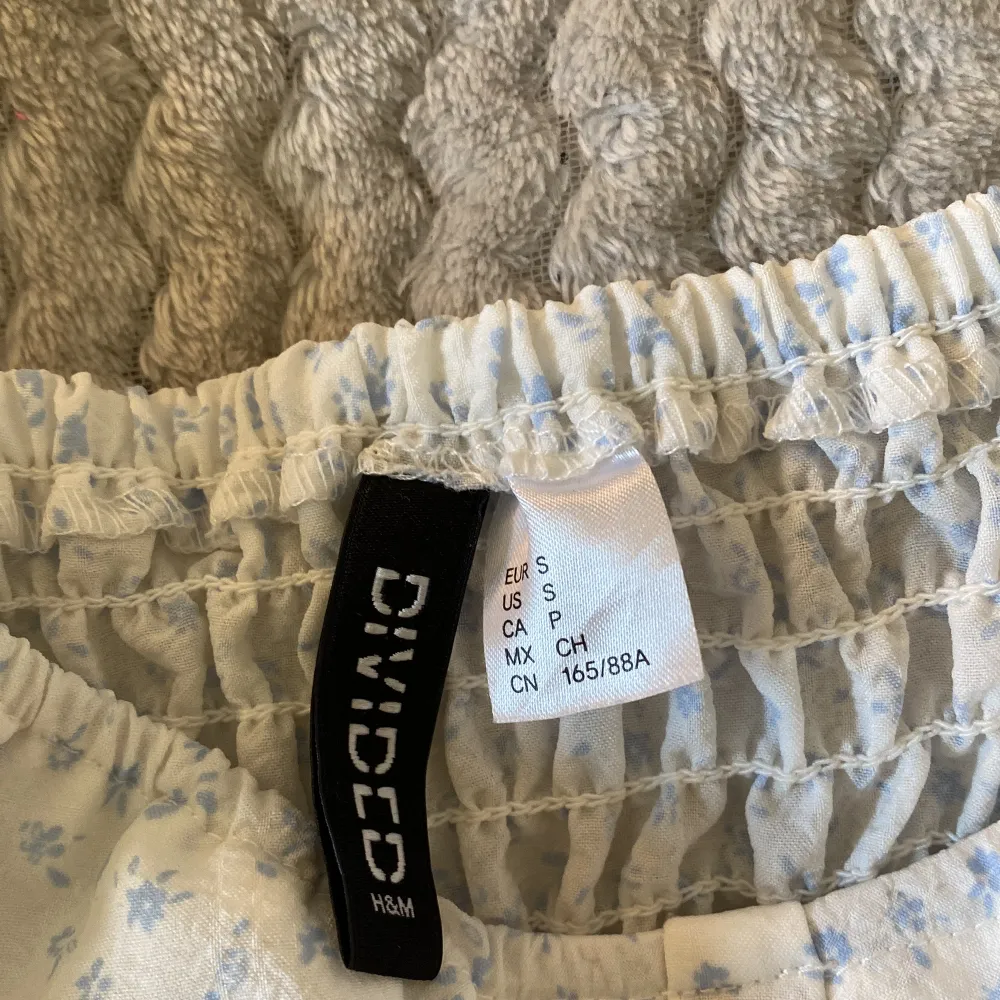 DIVIDED
H&M
EUR S
US S
CA P
MX CH
CN 165/88A